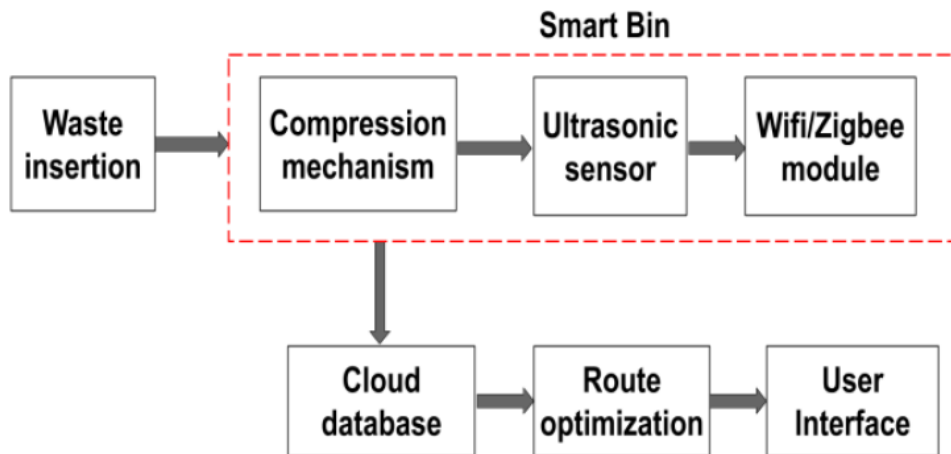 Smart Bin
Waste
insertion
Compression
mechanism
Ultrasonic
sensor
Wifi/Zigbee
module
Cloud
database
Route
optimization
User
Interface